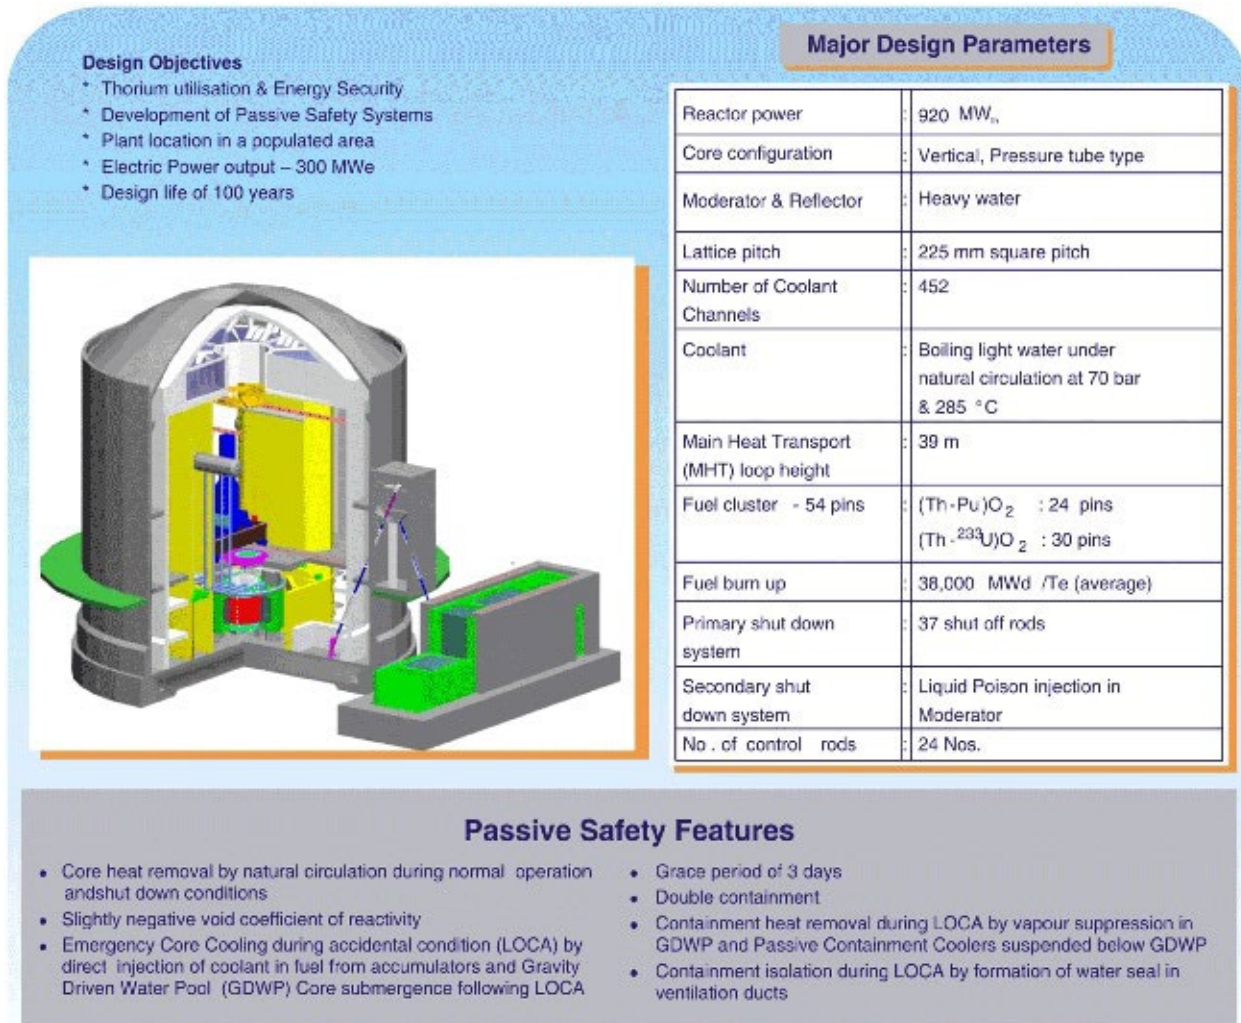 Design Objectives
* Thorium utilisation & Energy Security
* Development of Passive Safety Systems
* Plant location in a populated area
* Electric Power output – 300 MWe
* Design life of 100 years
Major Design Parameters
Reactor power : 920 MWth
Core configuration : Vertical, Pressure tube type
Moderator & Reflector : Heavy water
Lattice pitch : 225 mm square pitch
Number of Coolant : 452
Channels
Coolant : Boiling light water under
natural circulation at 70 bar
& 285 °C
Main Heat Transport : 39 m
(MHT) loop height
Fuel cluster - 54 pins : (Th-Pu)O2 : 24 pins
(Th-233U)O2 : 30 pins
Fuel burn up : 38,000 MWd /Te (average)
Primary shut down : 37 shut off rods
system
Secondary shut : Liquid Poison injection in
down system Moderator
No . of control rods : 24 Nos.
Passive Safety Features
• Core heat removal by natural circulation during normal operation
andshut down conditions
• Slightly negative void coefficient of reactivity
• Emergency Core Cooling during accidental condition (LOCA) by
direct injection of coolant in fuel from accumulators and Gravity
Driven Water Pool (GDWP) Core submergence following LOCA
• Grace period of 3 days
• Double containment
• Containment heat removal during LOCA by vapour suppression in
GDWP and Passive Containment Coolers suspended below GDWP
• Containment isolation during LOCA by formation of water seal in
ventilation ducts